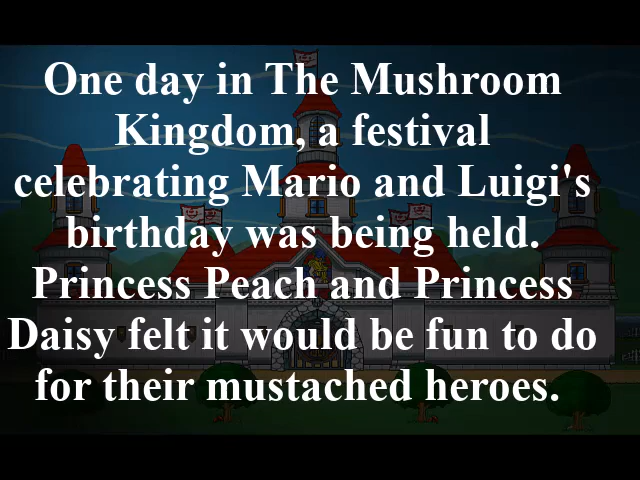 One day in The Mushroom
Kingdom, a festival
celebrating Mario and Luigi's
birthday was being held.
Princess Peach and Princess
Daisy felt it would be fun to do
for their mustached heroes.